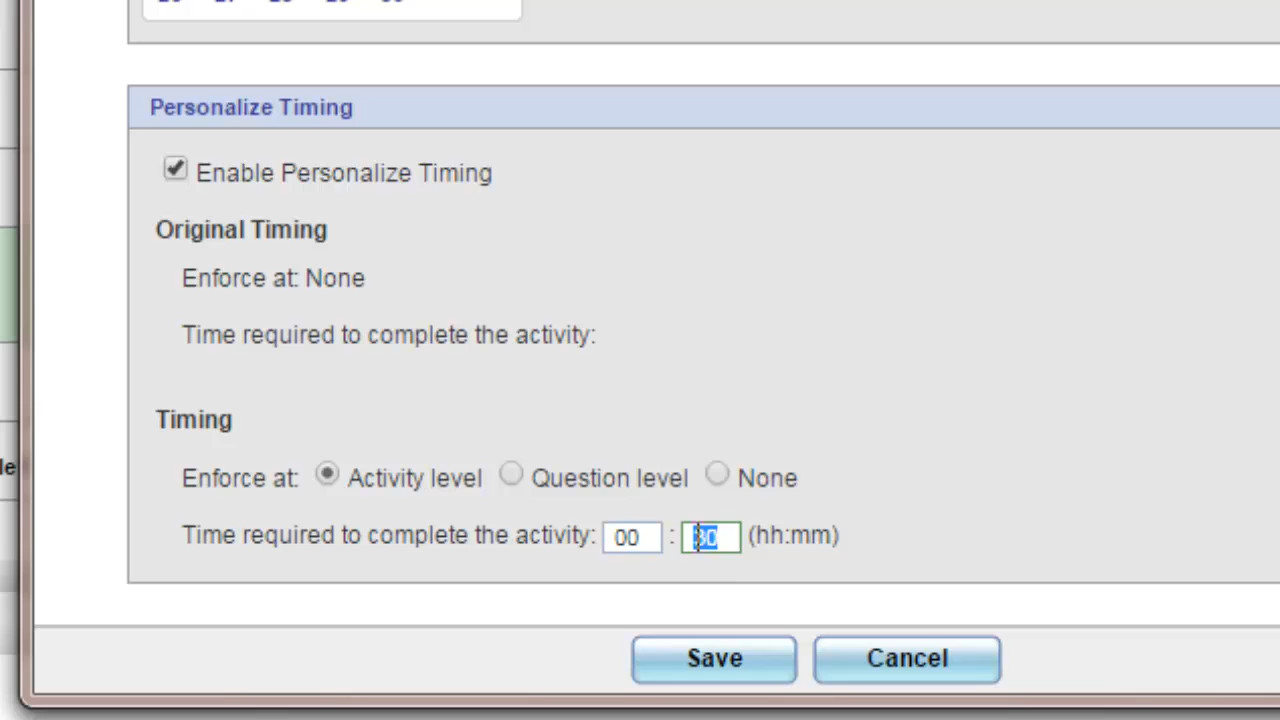 Personalize Timing
Enable Personalize Timing
Original Timing
Enforce at: None
Time required to complete the activity:
Timing
Enforce at: Activity level Question level None
Time required to complete the activity: 00 : 30 (hh:mm)
Save Cancel